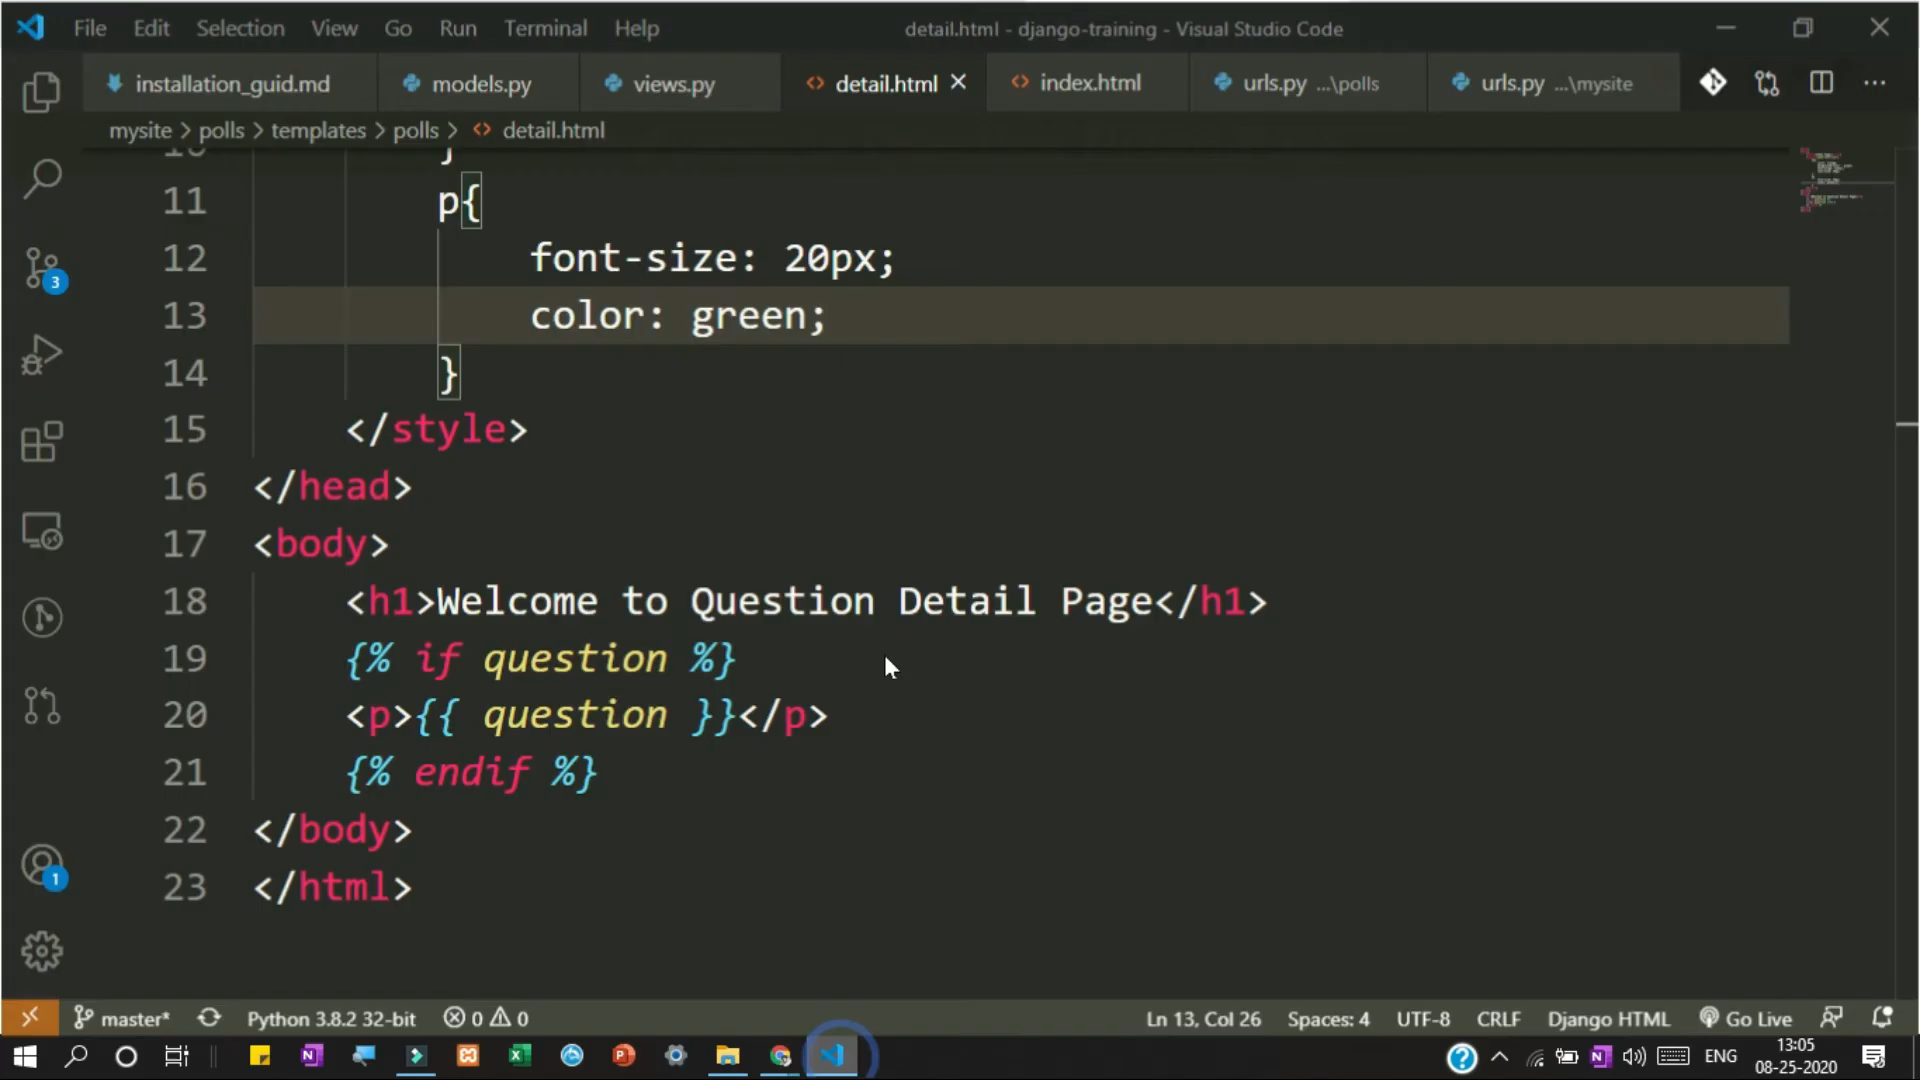 File Edit Selection View Go Run Terminal Help detail.html - django-training - Visual Studio Code
installation_guid.md models.py views.py detail.html index.html urls.py ...\polls urls.py ...\mysite
mysite > polls > templates > polls > detail.html
10 }
11 p{
12 font-size: 20px;
13 color: green;
14 }
15 </style>
16 </head>
17 <body>
18 <h1>Welcome to Question Detail Page</h1>
19 {% if question %}
20 <p>{{ question }}</p>
21 {% endif %}
22 </body>
23 </html>
3
1
master* Python 3.8.2 32-bit 0 0 Ln 13, Col 26 Spaces: 4 UTF-8 CRLF Django HTML Go Live
ENG 13:05
08-25-2020